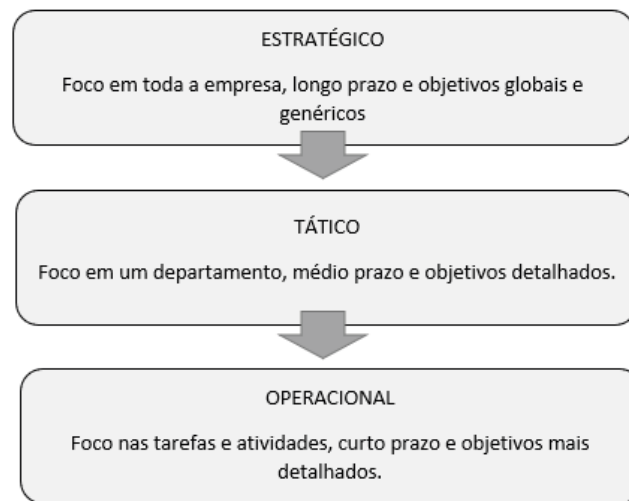 ESTRATÉGICO
Foco em toda a empresa, longo prazo e objetivos globais e
genéricos
TÁTICO
Foco em um departamento, médio prazo e objetivos detalhados.
OPERACIONAL
Foco nas tarefas e atividades, curto prazo e objetivos mais
detalhados.